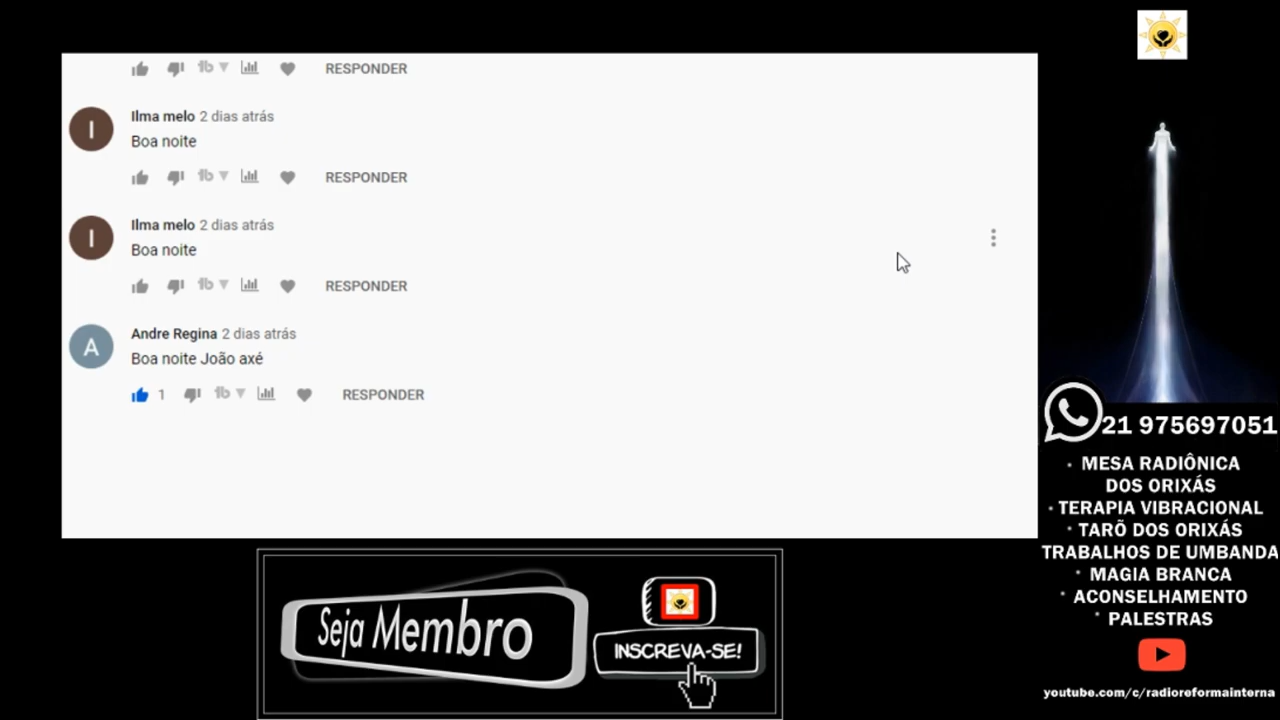 RESPONDER
I
Ilma melo 2 dias atrás
Boa noite
RESPONDER
I
Ilma melo 2 dias atrás
Boa noite
RESPONDER
A
Andre Regina 2 dias atrás
Boa noite João axé
1
RESPONDER
Seja Membro
INSCREVA-SE!
21 975697051
• MESA RADIÔNICA
DOS ORIXÁS
• TERAPIA VIBRACIONAL
• TARÕ DOS ORIXÁS
TRABALHOS DE UMBANDA
• MAGIA BRANCA
• ACONSELHAMENTO
• PALESTRAS
youtube.com/c/radioreformainterna